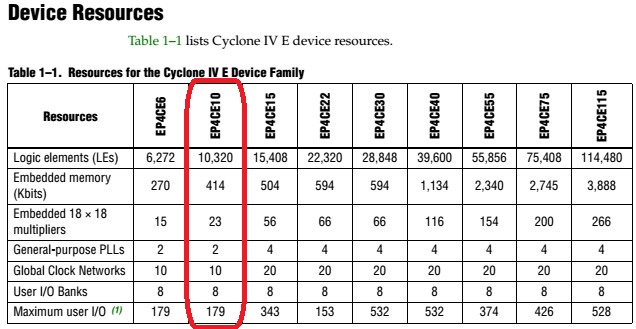 Device Resources
Table 1–1 lists Cyclone IV E device resources.
Table 1–1. Resources for the Cyclone IV E Device Family
Resources EP4CE6 EP4CE10 EP4CE15 EP4CE22 EP4CE30 EP4CE40 EP4CE55 EP4CE75 EP4CE115
Logic elements (LEs) 6,272 10,320 15,408 22,320 28,848 39,600 55,856 75,408 114,480
Embedded memory
(Kbits) 270 414 504 594 594 1,134 2,340 2,745 3,888
Embedded 18 × 18
multipliers 15 23 56 66 66 116 154 200 266
General-purpose PLLs 2 2 4 4 4 4 4 4 4
Global Clock Networks 10 10 20 20 20 20 20 20 20
User I/O Banks 8 8 8 8 8 8 8 8 8
Maximum user I/O (1) 179 179 343 153 532 532 374 426 528